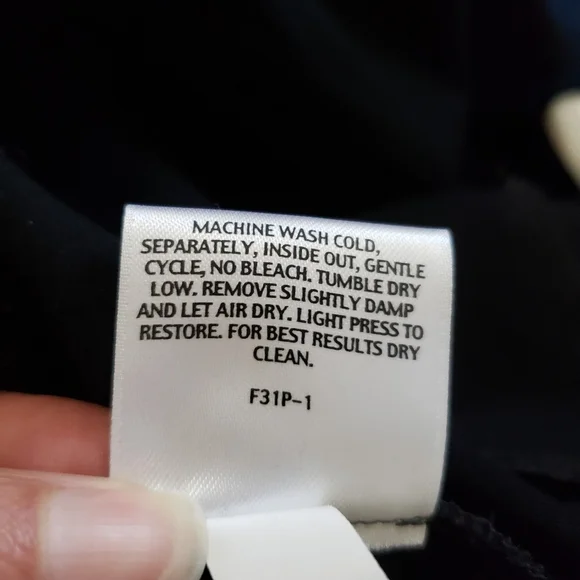 MACHINE WASH COLD,
SEPARATELY, INSIDE OUT, GENTLE
CYCLE, NO BLEACH. TUMBLE DRY
LOW. REMOVE SLIGHTLY DAMP
AND LET AIR DRY. LIGHT PRESS TO
RESTORE. FOR BEST RESULTS DRY
CLEAN.
F31P-1